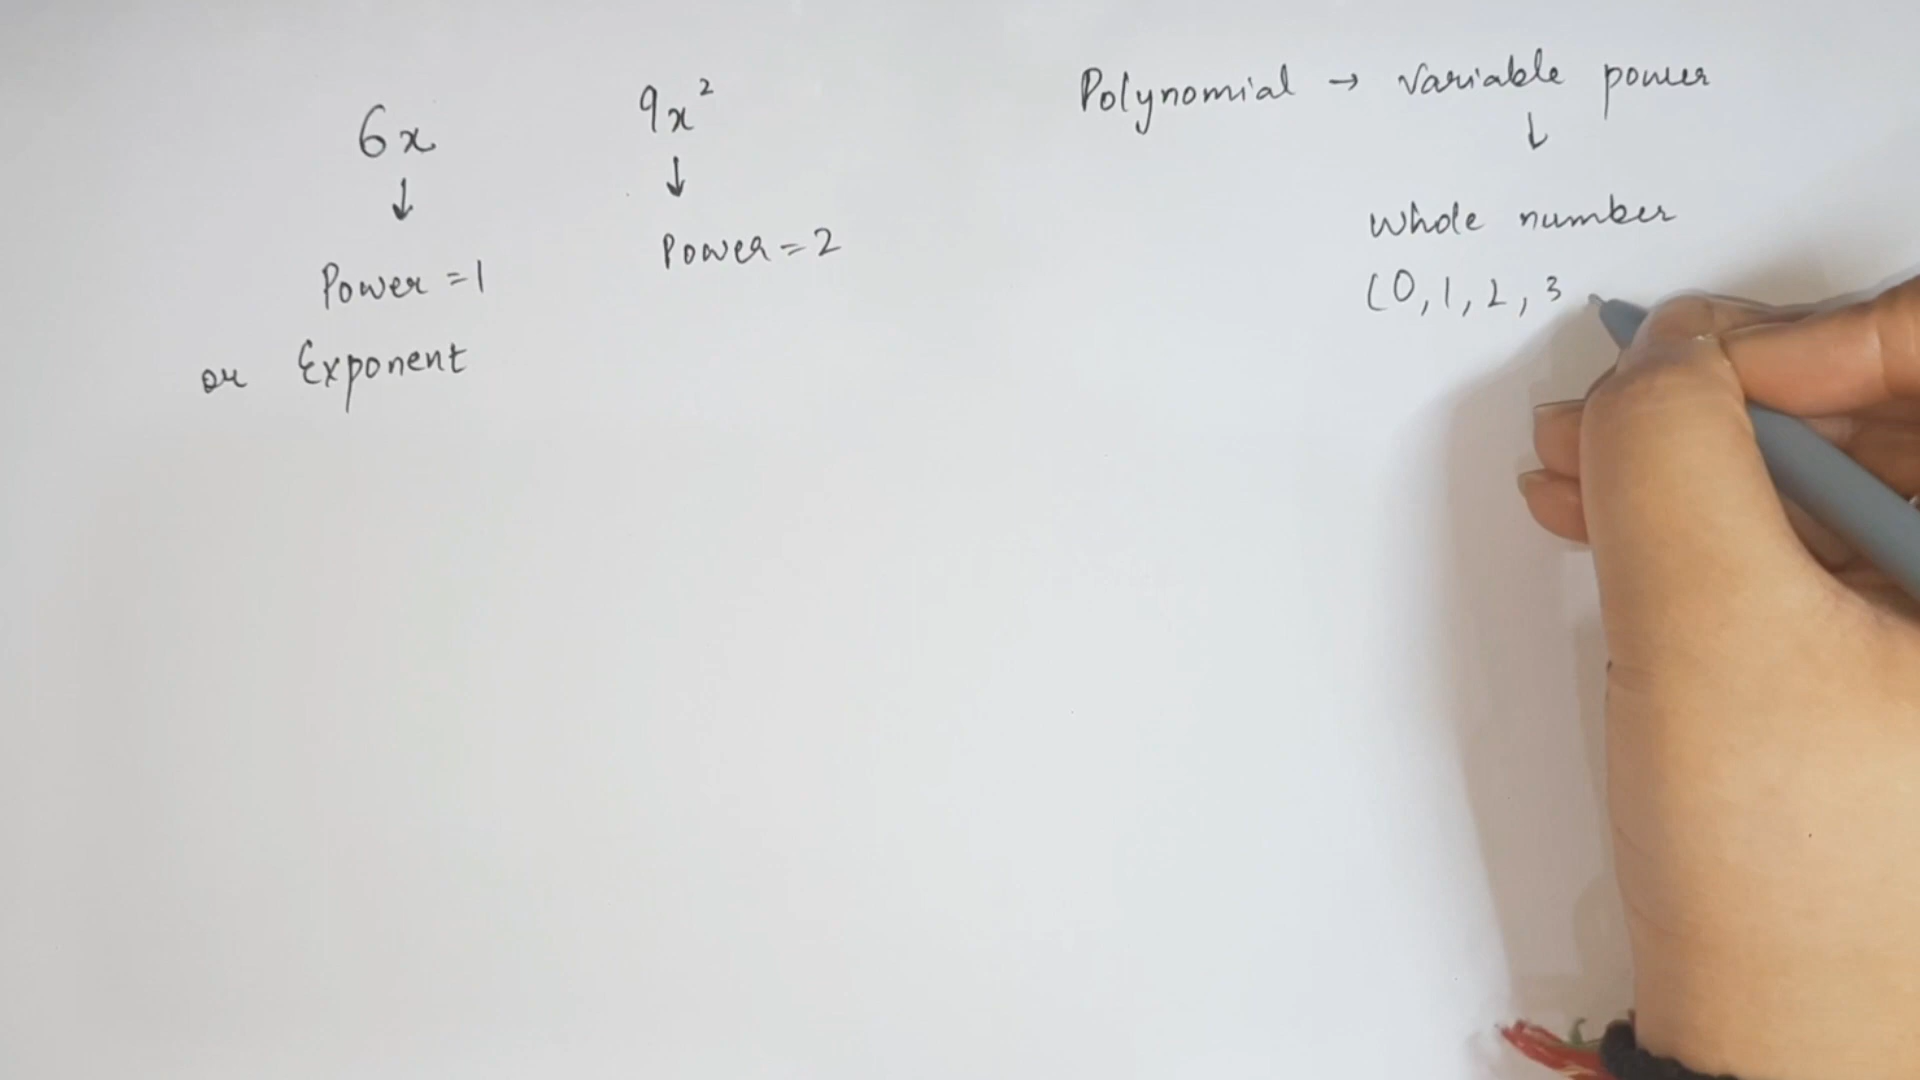 6x
↓
Power = 1
or Exponent
9x²
↓
Power = 2
Polynomial → variable power
↓
Whole number
(0, 1, 2, 3